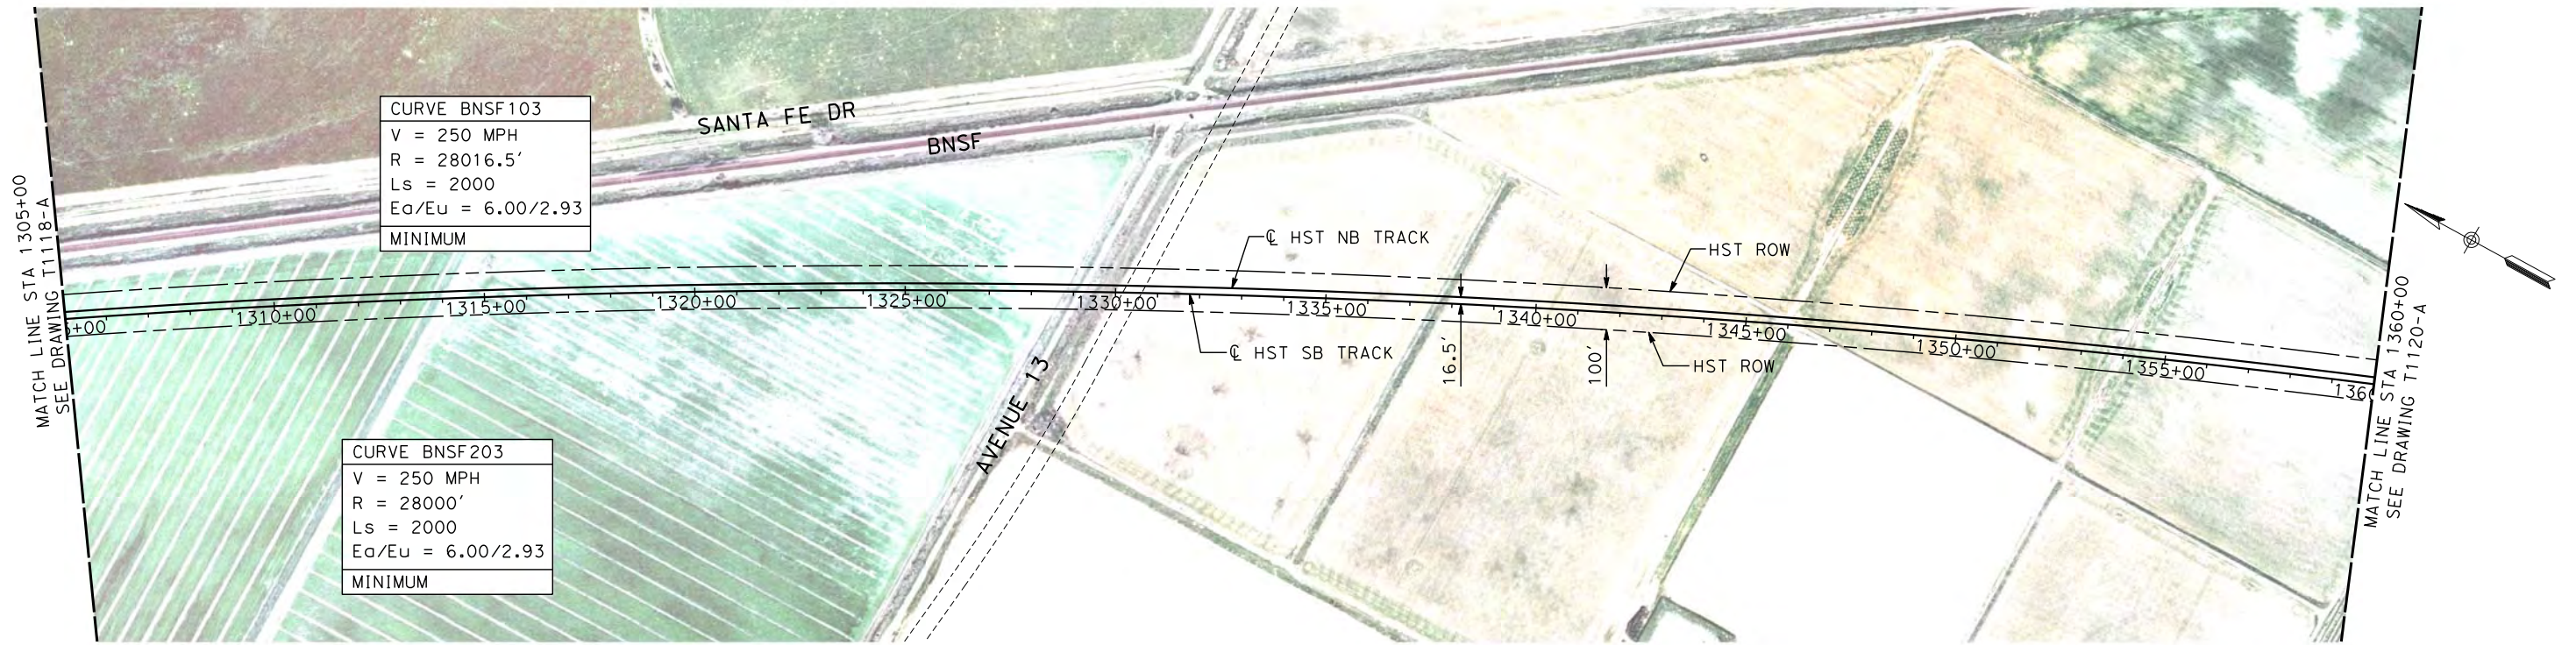 MATCH LINE STA 1305+00
SEE DRAWING T1118-A
CURVE BNSF103
V = 250 MPH
R = 28016.5'
Ls = 2000
Ea/Eu = 6.00/2.93
MINIMUM
SANTA FE DR
BNSF
℄ HST NB TRACK
HST ROW
5+00
1310+00
1315+00
1320+00
1325+00
1330+00
1335+00
1340+00
1345+00
1350+00
1355+00
136
℄ HST SB TRACK
16.5'
100'
HST ROW
AVENUE 13
CURVE BNSF203
V = 250 MPH
R = 28000'
Ls = 2000
Ea/Eu = 6.00/2.93
MINIMUM
MATCH LINE STA 1360+00
SEE DRAWING T1120-A